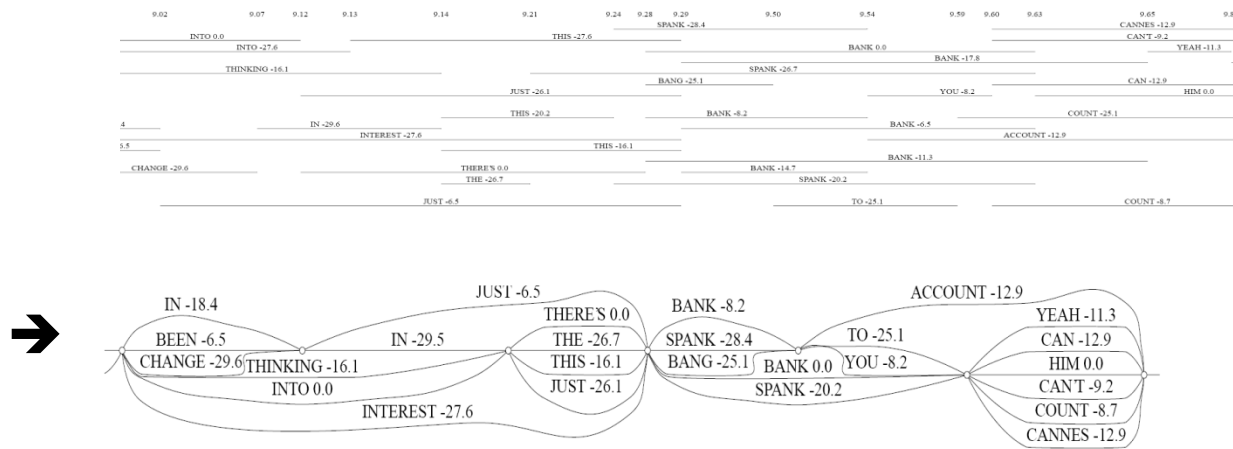 9.02 9.07 9.12 9.13 9.14 9.21 9.24 9.28 9.29 9.50 9.54 9.59 9.60 9.63 9.65 9.8
SPANK -28.4 CANNES -12.9
INTO 0.0 THIS -27.6 CAN'T -9.2
INTO -27.6 BANK 0.0 YEAH -11.3
BANK -17.8
THINKING -16.1 SPANK -26.7
BANG -25.1 CAN -12.9
JUST -26.1 YOU -8.2 HIM 0.0
THIS -20.2 BANK -8.2 COUNT -25.1
4 IN -29.6 BANK -6.5
INTEREST -27.6 ACCOUNT -12.9
6.5 THIS -16.1
BANK -11.3
CHANGE -29.6 THERE'S 0.0 BANK -14.7
THE -26.7 SPANK -20.2
JUST -6.5 TO -25.1 COUNT -8.7
JUST -6.5 ACCOUNT -12.9
IN -18.4 BANK -8.2
THERE'S 0.0 YEAH -11.3
BEEN -6.5 IN -29.5 THE -26.7 SPANK -28.4 TO -25.1 CAN -12.9
CHANGE -29.6 THINKING -16.1 THIS -16.1 BANG -25.1 BANK 0.0 YOU -8.2 HIM 0.0
INTO 0.0 JUST -26.1 SPANK -20.2 CAN'T -9.2
INTEREST -27.6 COUNT -8.7
CANNES -12.9